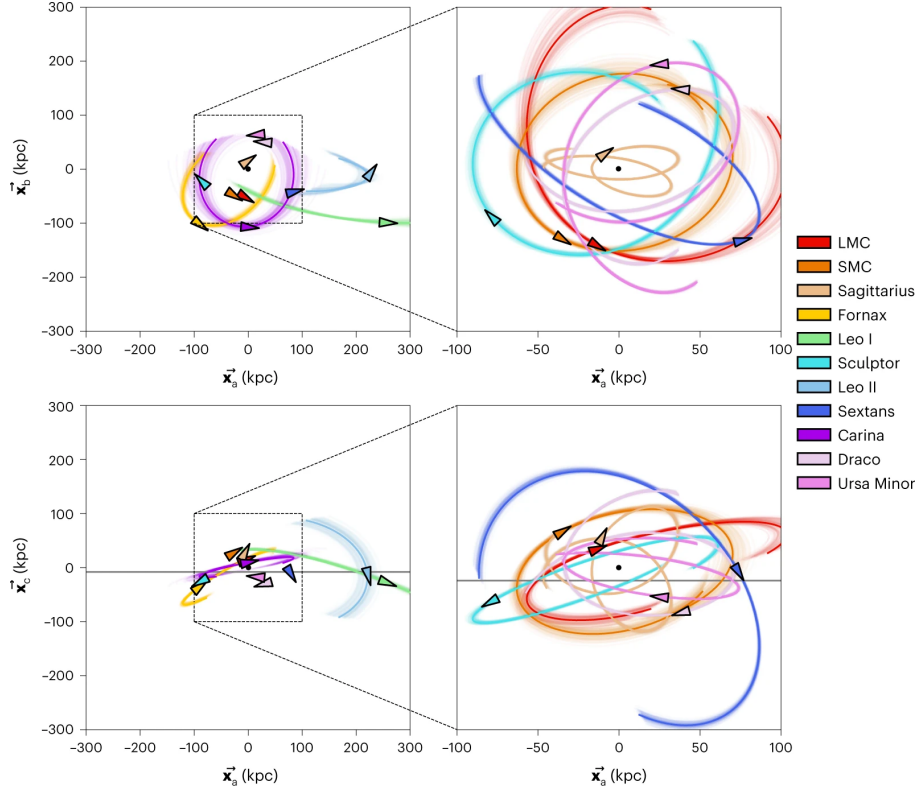 300
200
100
0
−100
−200
−300
x⃗b (kpc)
−300 −200 −100 0 100 200 300
x⃗a (kpc)
−100 −50 0 50 100
x⃗a (kpc)
LMC
SMC
Sagittarius
Fornax
Leo I
Sculptor
Leo II
Sextans
Carina
Draco
Ursa Minor
300
200
100
0
−100
−200
−300
x⃗c (kpc)
−300 −200 −100 0 100 200 300
x⃗a (kpc)
−100 −50 0 50 100
x⃗a (kpc)